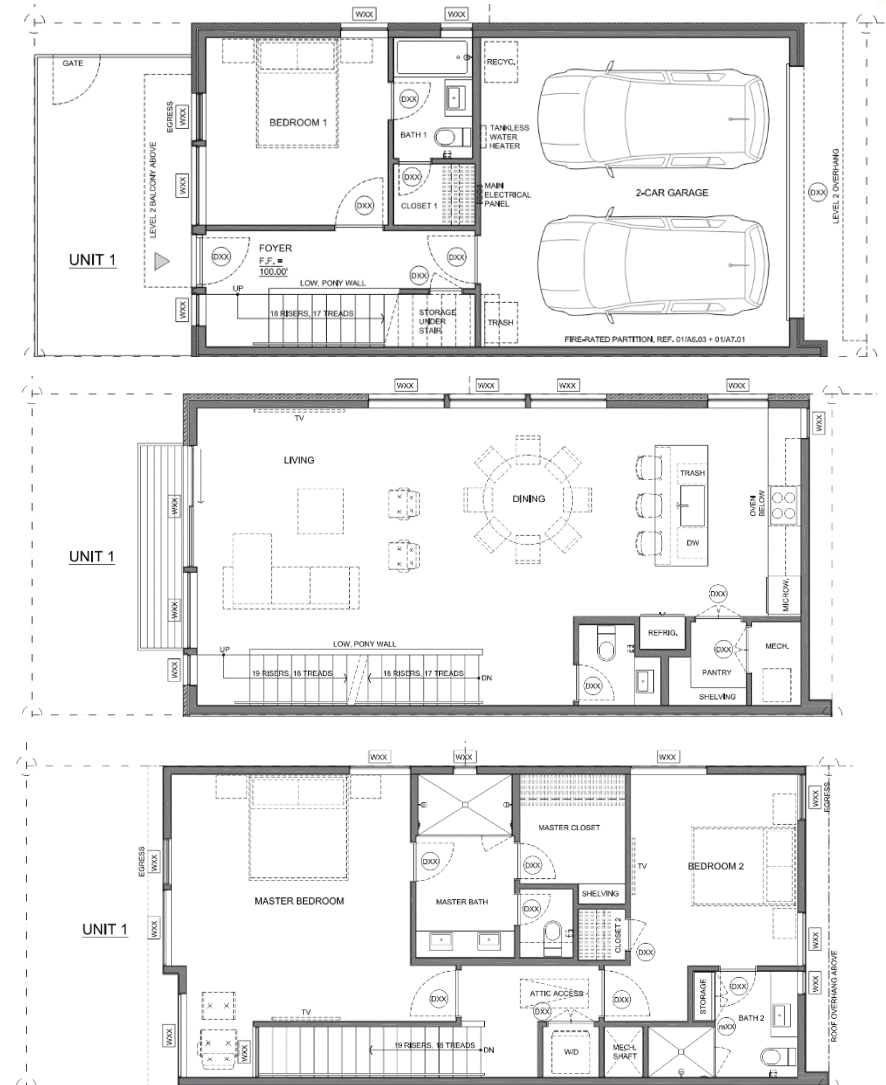 WXX
WXX
GATE
EGRESS
WXX
RECYC.
BEDROOM 1
DXX
BATH 1
TANKLESS
WATER
HEATER
LEVEL 2 BALCONY ABOVE
WXX
DXX
CLOSET 1
MAIN
ELECTRICAL
PANEL
2-CAR GARAGE
DXX
LEVEL 2 OVERHANG
DXX
UNIT 1
DXX
FOYER
F.F. =
100.00'
DXX
DXX
UP
LOW, PONY WALL
WXX
18 RISERS, 17 TREADS
STORAGE
UNDER
STAIR
TRASH
FIRE-RATED PARTITION, REF. 01/A6.03 + 01/A7.01
WXX
WXX
WXX
WXX
TV
WXX
LIVING
TRASH
WXX
DINING
OVEN
BELOW
DW
UNIT 1
WXX
MICROW.
DXX
REFRIG.
LOW, PONY WALL
UP
DXX
MECH.
WXX
19 RISERS, 18 TREADS
18 RISERS, 17 TREADS
DN
DXX
PANTRY
SHELVING
WXX
WXX
WXX
WXX
EGRESS
MASTER CLOSET
EGRESS
WXX
DXX
DXX
TV
BEDROOM 2
MASTER BEDROOM
MASTER BATH
SHELVING
DXX
UNIT 1
WXX
CLOSET 2
WXX
DXX
WXX
DXX
ATTIC ACCESS
DXX
STORAGE
DXX
ROOF OVERHANG ABOVE
TV
DXX
BATH 2
WXX
WXX
19 RISERS, 18 TREADS
DN
W/D
MECH.
SHAFT